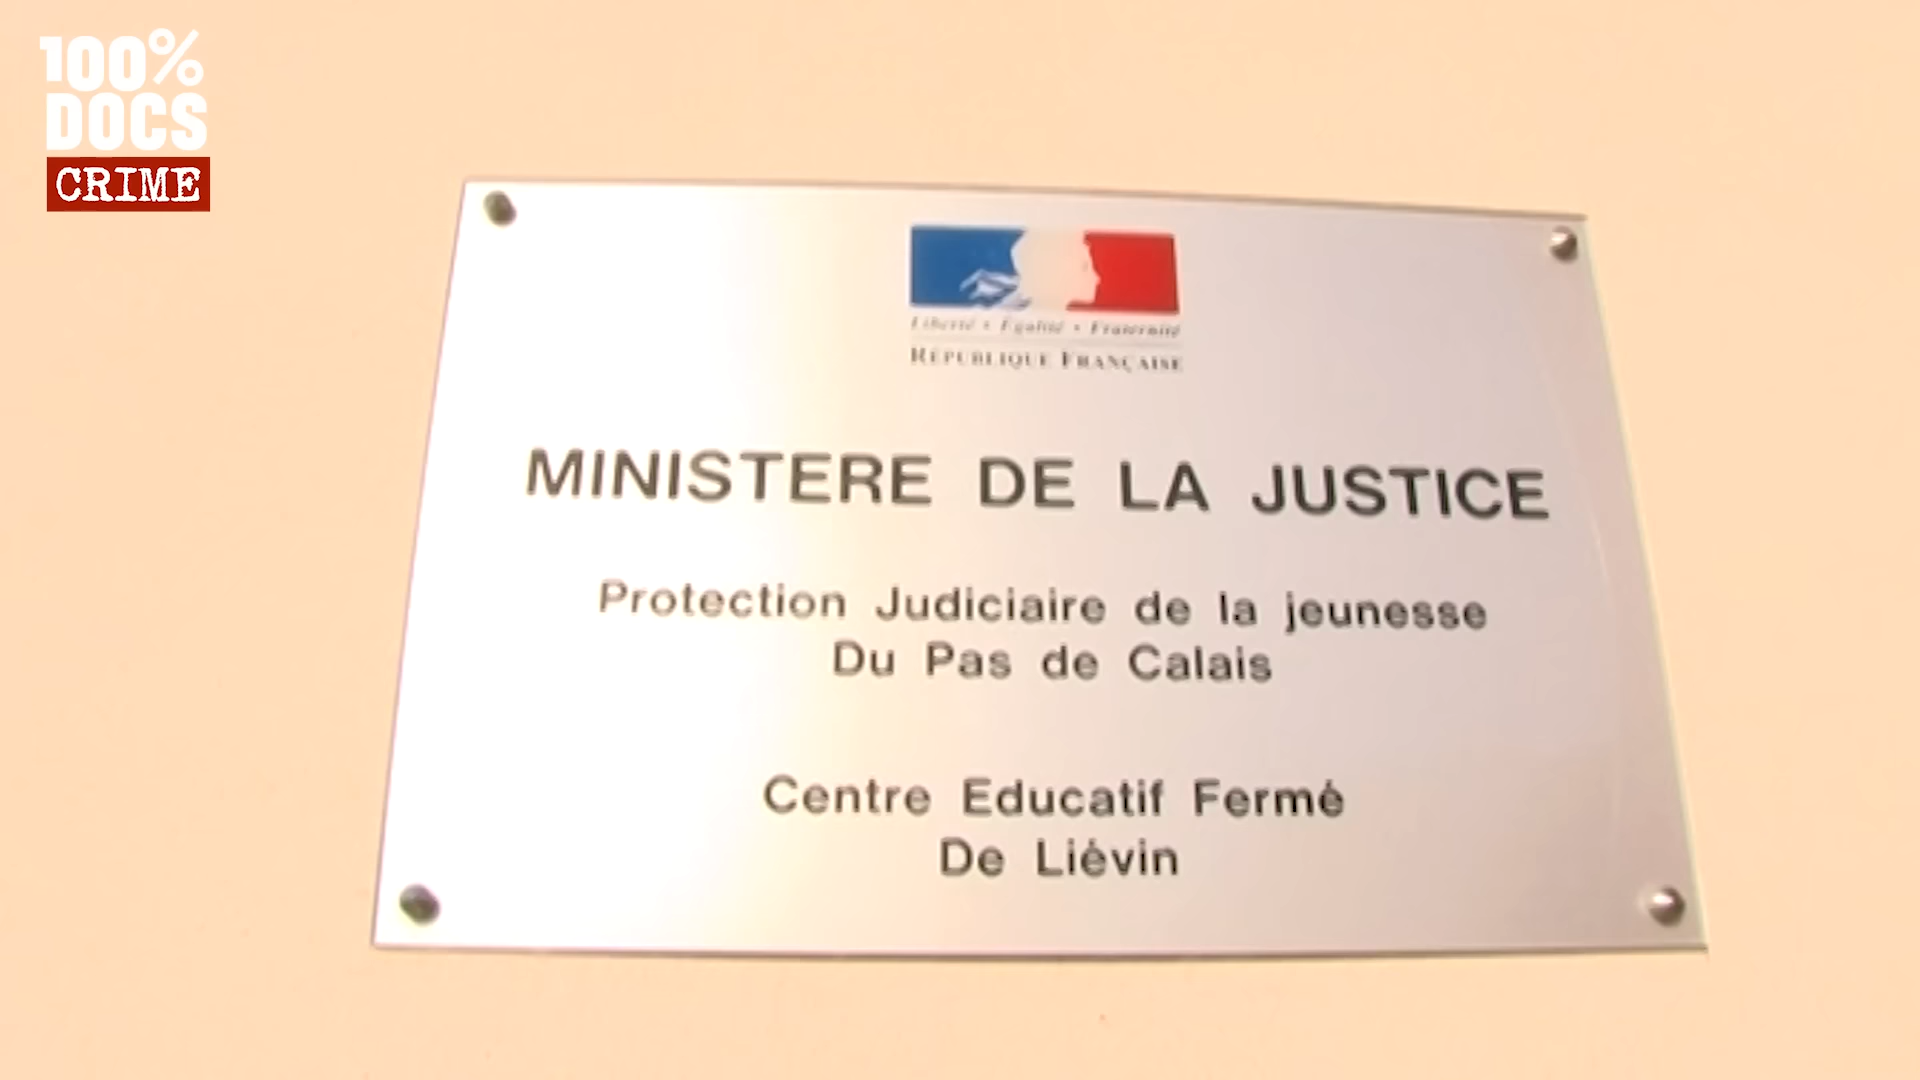 100%
DOCS
CRIME
Liberté • Égalité • Fraternité
RÉPUBLIQUE FRANÇAISE
MINISTERE DE LA JUSTICE
Protection Judiciaire de la jeunesse
Du Pas de Calais
Centre Educatif Fermé
De Liévin